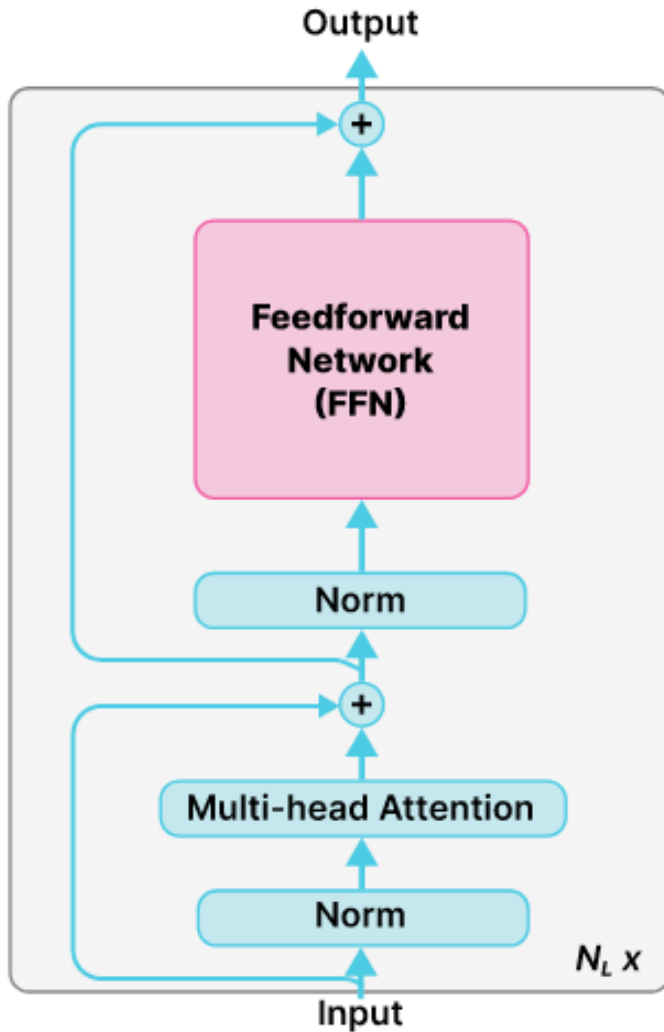 Output
+
Feedforward
Network
(FFN)
Norm
+
Multi-head Attention
Norm
N_L x
Input